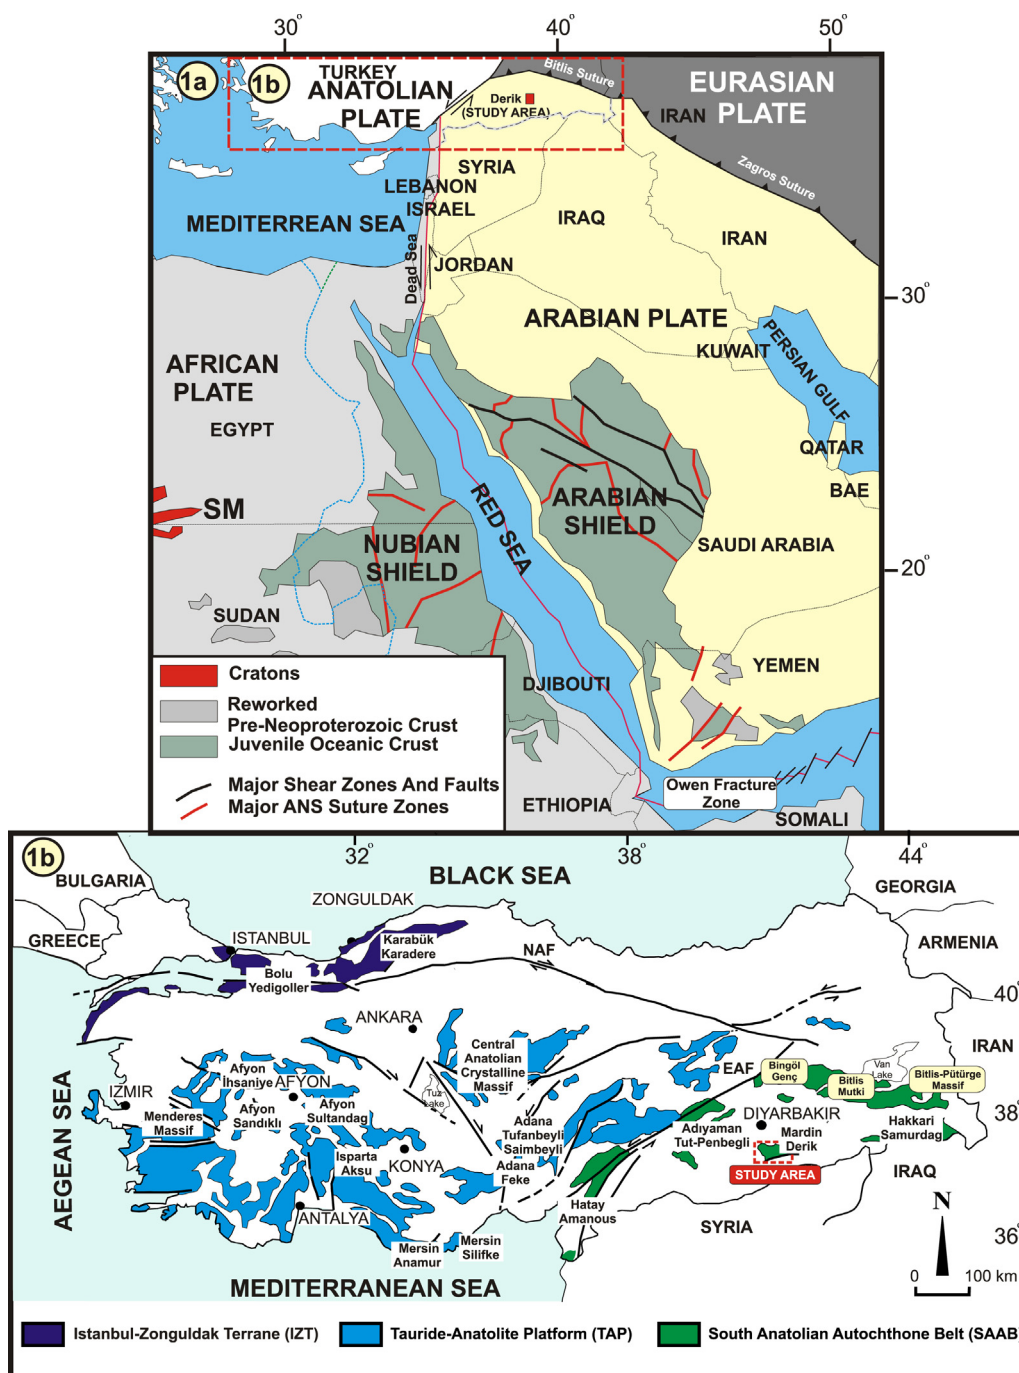 30°
40°
50°
1a
1b
TURKEY
ANATOLIAN
PLATE
Bitlis Suture
EURASIAN
PLATE
Derik
(STUDY AREA)
IRAN
Zagros Suture
SYRIA
LEBANON
ISRAEL
IRAQ
IRAN
MEDITERREAN SEA
Dead Sea
JORDAN
30°
ARABIAN PLATE
KUWAIT
PERSIAN GULF
AFRICAN
PLATE
EGYPT
QATAR
BAE
SM
RED SEA
ARABIAN
SHIELD
NUBIAN
SHIELD
SAUDI ARABIA
20°
SUDAN
YEMEN
DJIBOUTI
Cratons
Reworked
Pre-Neoproterozoic Crust
Juvenile Oceanic Crust
Major Shear Zones And Faults
Major ANS Suture Zones
Owen Fracture
Zone
ETHIOPIA
SOMALI
1b
32°
38°
44°
BULGARIA
BLACK SEA
GEORGIA
ZONGULDAK
GREECE
ISTANBUL
Karabük
Karadere
NAF
ARMENIA
Bolu
Yedigoller
40°
ANKARA
Central
Anatolian
Crystalline
Massif
IRAN
Afyon
İhsaniye
AFYON
EAF
Bingöl
Genç
Van
Lake
Bitlis-Pütürge
Massif
Bitlis
Mutki
IZMIR
Tuz
Lake
AEGEAN SEA
Menderes
Massif
Afyon
Sandıklı
Afyon
Sultandag
Adana
Tufanbeyli
Saimbeyli
Adıyaman
Tut-Penbegli
DIYARBAKIR
38°
Hakkari
Samurdag
Mardin
Derik
Isparta
Aksu
KONYA
Adana
Feke
STUDY AREA
IRAQ
ANTALYA
Hatay
Amanous
SYRIA
N
Mersin
Anamur
Mersin
Silifke
36°
MEDITERRANEAN SEA
0
100 km
Istanbul-Zonguldak Terrane (IZT)
Tauride-Anatolite Platform (TAP)
South Anatolian Autochthone Belt (SAAB)